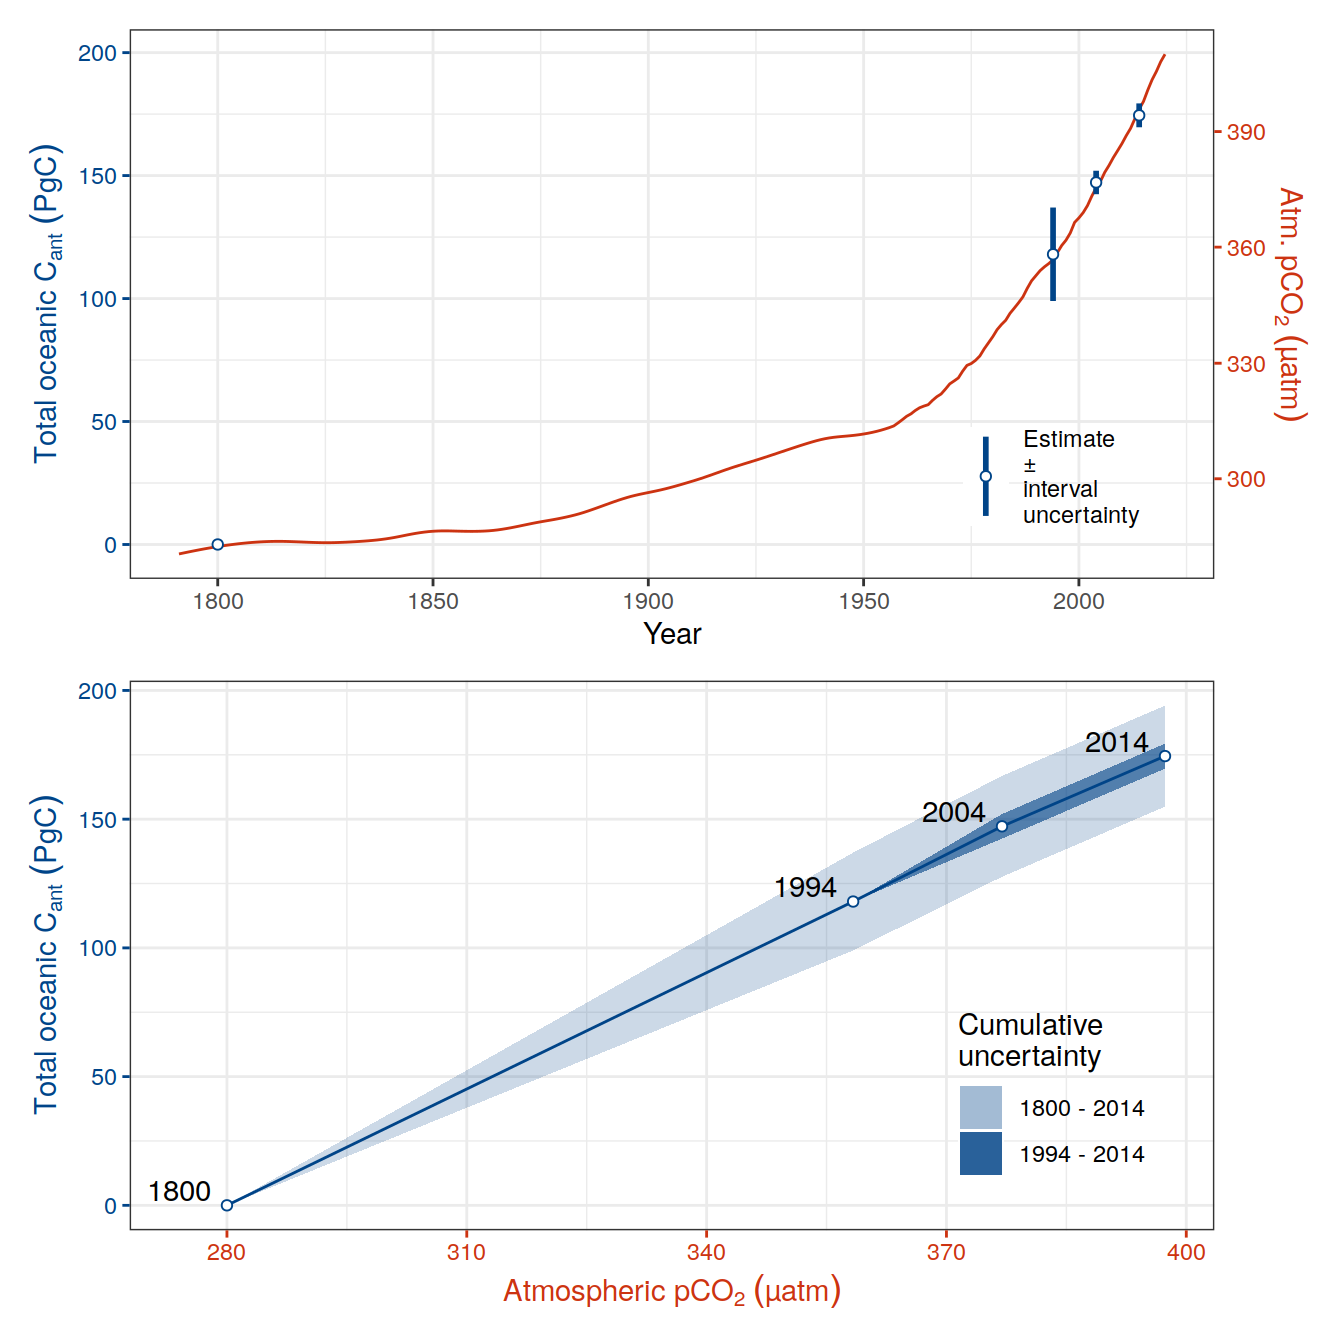 200
150
100
50
0
Total oceanic Cant (PgC)
390
360
330
300
Atm. pCO2 (µatm)
Estimate
±
interval
uncertainty
1800
1850
1900
1950
2000
Year
200
150
100
50
0
Total oceanic Cant (PgC)
2014
2004
1994
1800
Cumulative
uncertainty
1800 - 2014
1994 - 2014
280
310
340
370
400
Atmospheric pCO2 (µatm)